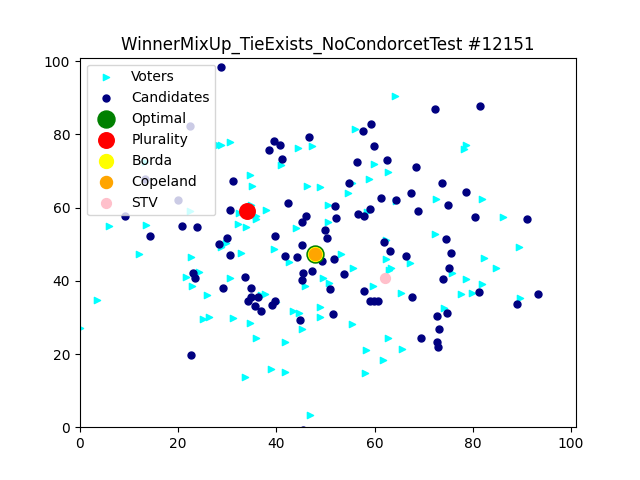 WinnerMixUp_TieExists_NoCondorcetTest #12151
100
80
60
40
20
0
0
20
40
60
80
100
Voters
Candidates
Optimal
Plurality
Borda
Copeland
STV